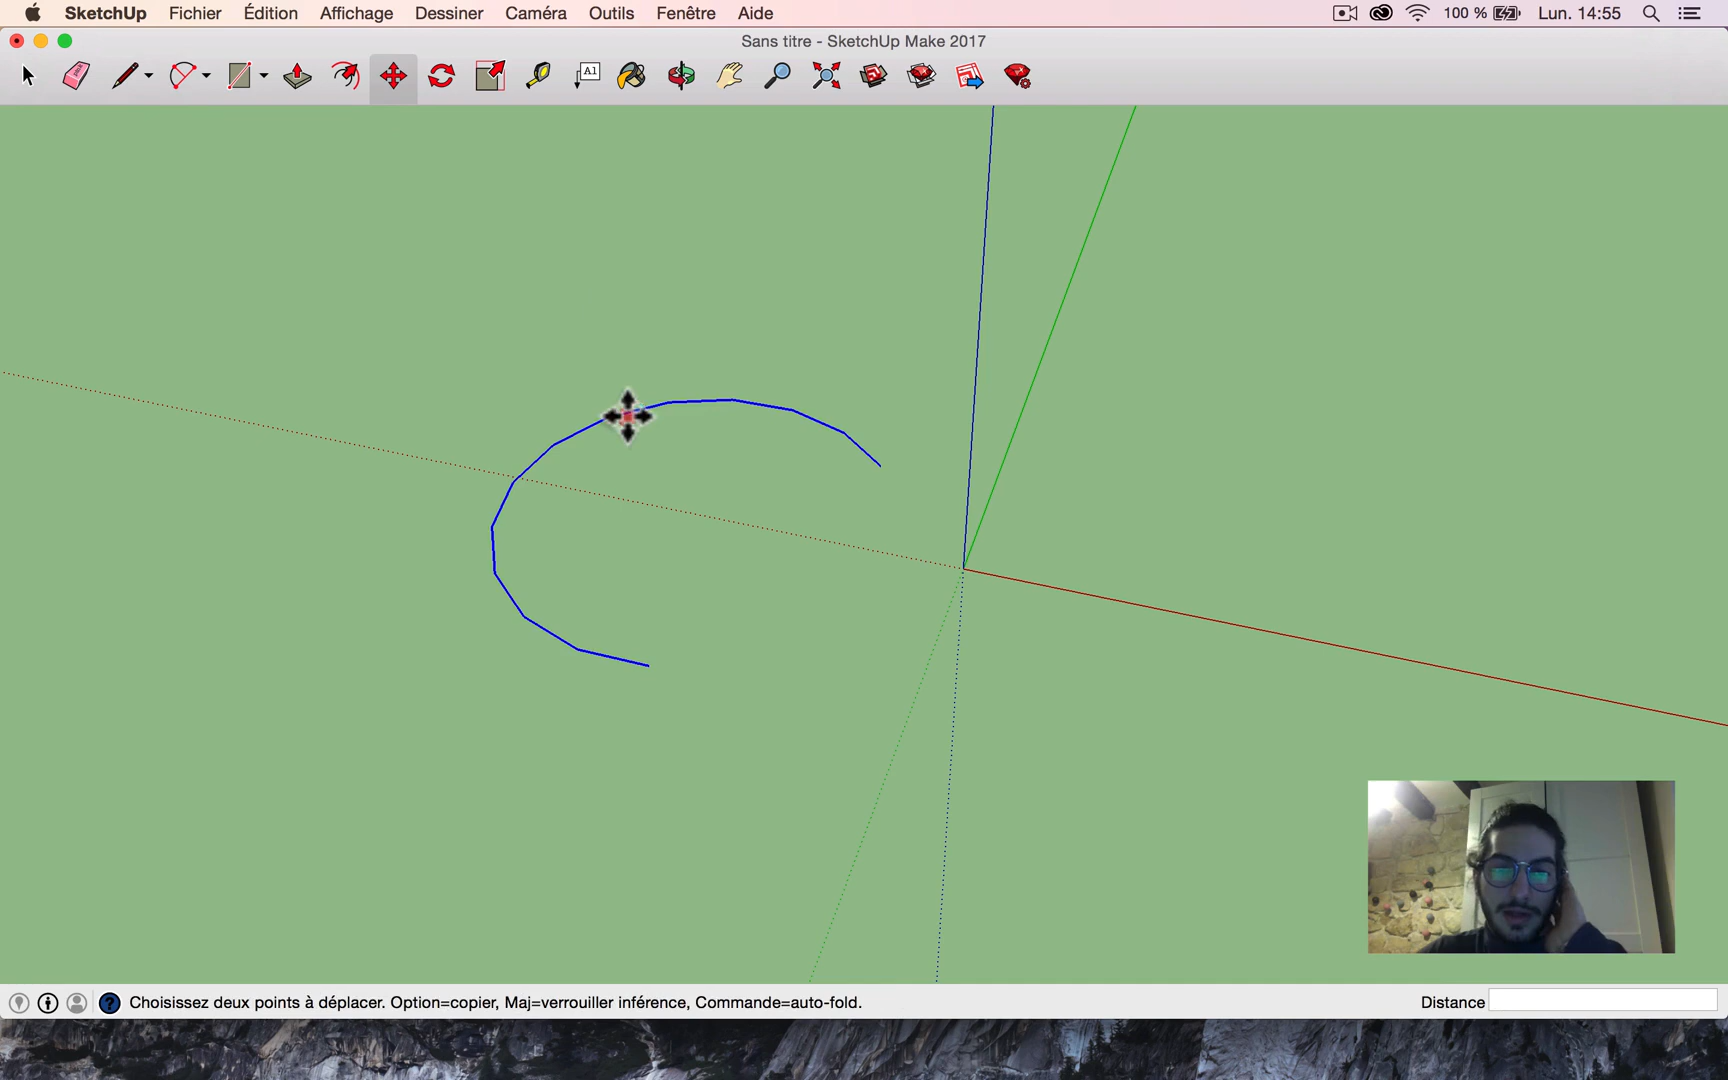 SketchUp Fichier Édition Affichage Dessiner Caméra Outils Fenêtre Aide 100 % Lun. 14:55
Sans titre - SketchUp Make 2017
A1
Choisissez deux points à déplacer. Option=copier, Maj=verrouiller inférence, Commande=auto-fold.
Distance